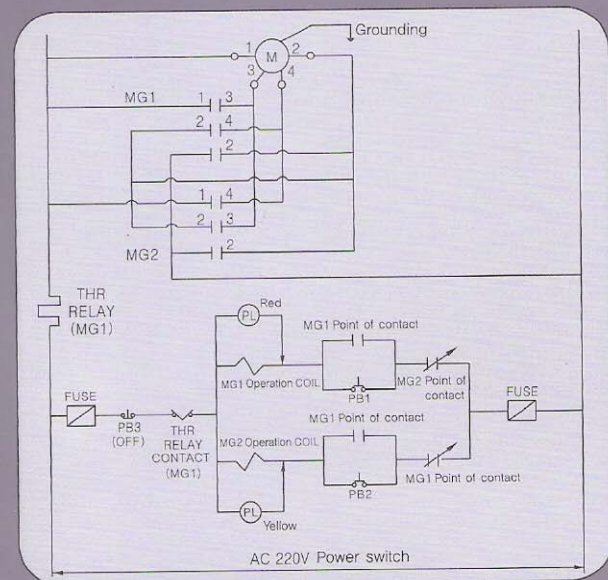 Grounding
1
M
2
3
4
MG1
1
3
2
4
2
1
4
2
3
MG2
2
THR
RELAY
(MG1)
Red
PL
MG1 Point of contact
MG1 Operation COIL
PB1
MG2 Point of
contact
FUSE
FUSE
PB3
(OFF)
THR
RELAY
CONTACT
(MG1)
MG1 Point of contact
MG2 Operation COIL
PB2
MG1 Point of contact
PL
Yellow
AC 220V Power switch